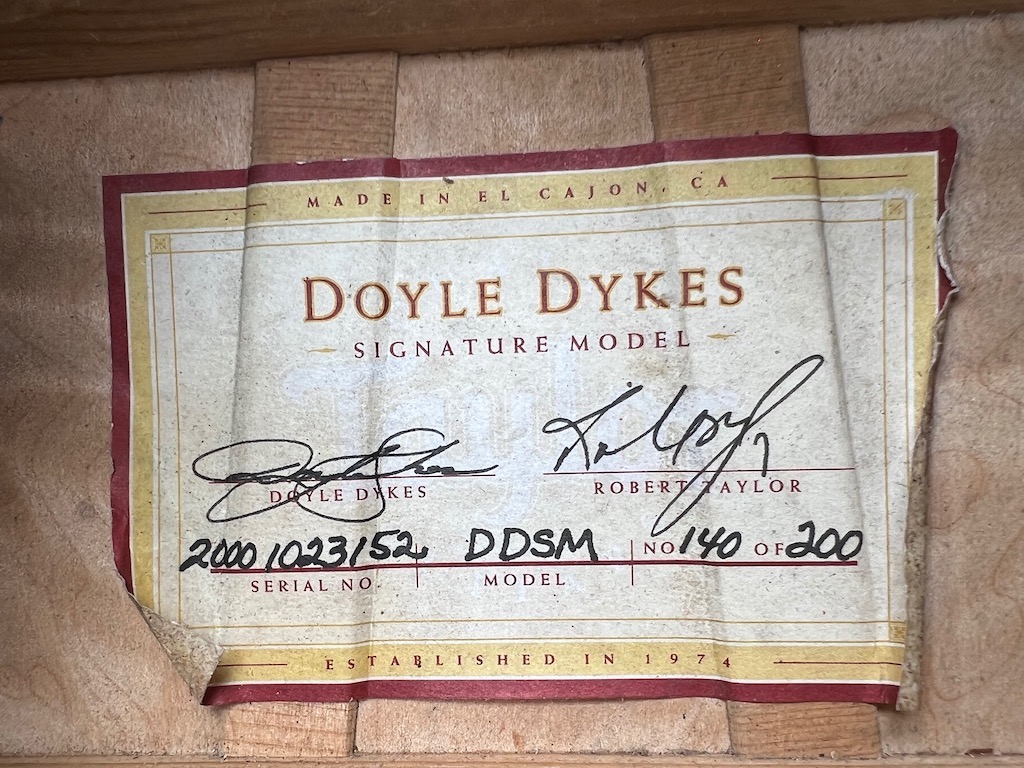 MADE IN EL CAJON, CA
DOYLE DYKES
SIGNATURE MODEL
Taylor
DOYLE DYKES ROBERT TAYLOR
20001023152 DDSM NO 140 OF 200
SERIAL NO. MODEL
ESTABLISHED IN 1974